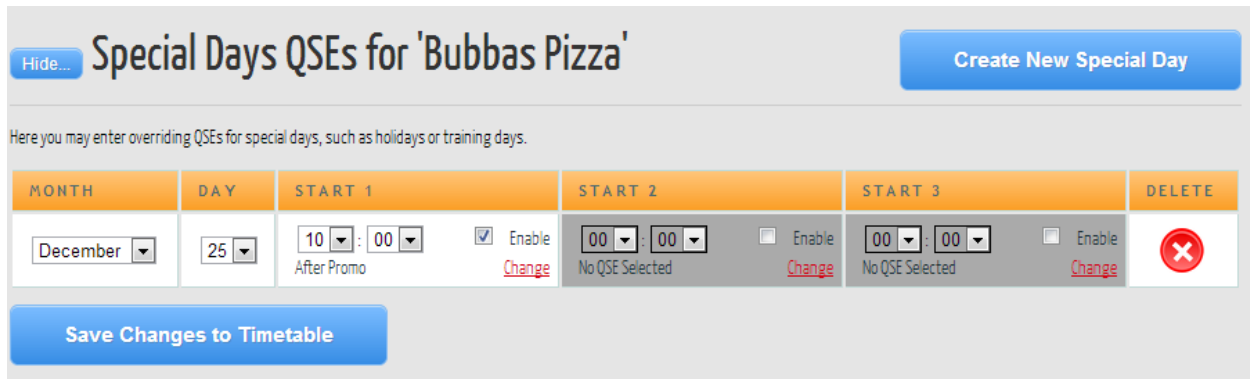 Hide... Special Days QSEs for 'Bubbas Pizza' Create New Special Day
Here you may enter overriding QSEs for special days, such as holidays or training days.
MONTH DAY START 1 START 2 START 3 DELETE
December 25 10 : 00 Enable 00 : 00 Enable 00 : 00 Enable
After Promo Change No QSE Selected Change No QSE Selected Change
Save Changes to Timetable